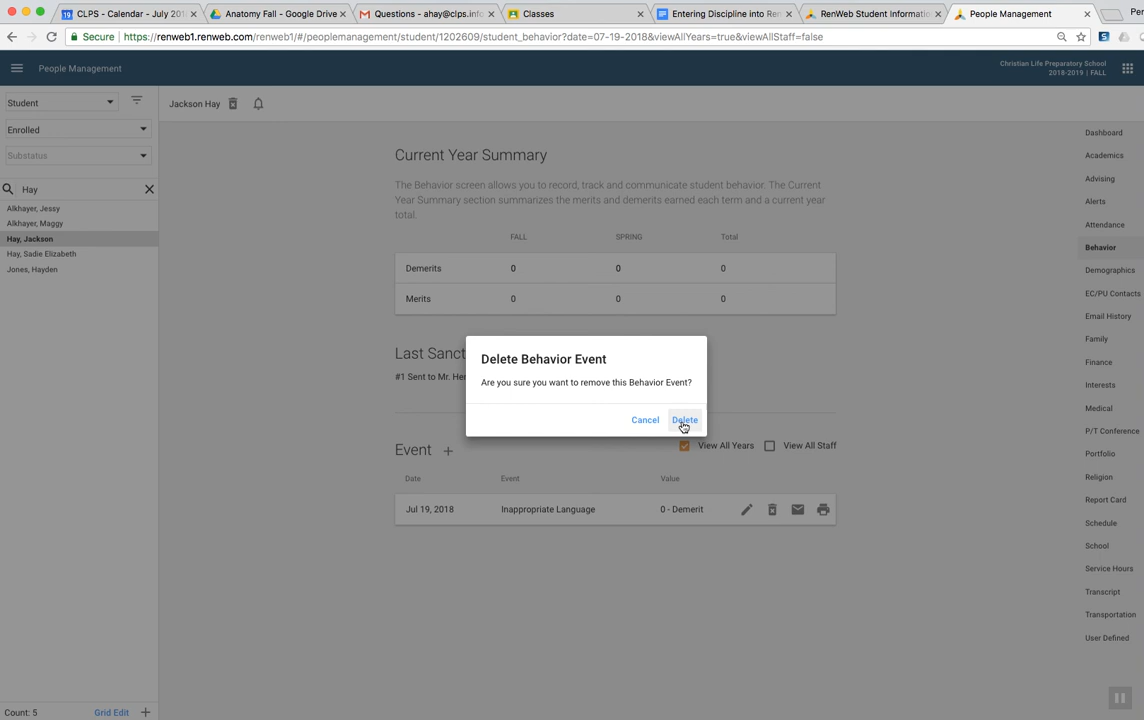 CLPS - Calendar - July 201
Anatomy Fall - Google Drive
Questions - ahay@clps.info
Classes
Entering Discipline into Ren
RenWeb Student Informatio
People Management
Secure
https://renweb1.renweb.com/renweb1/#/peoplemanagement/student/1202609/student_behavior?date=07-19-2018&viewAllYears=true&viewAllStaff=false
People Management
Christian Life Preparatory School
2018-2019 | FALL
Student
Enrolled
Substatus
Hay
Alkhayer, Jessy
Alkhayer, Maggy
Hay, Jackson
Hay, Sadie Elizabeth
Jones, Hayden
Count: 5
Grid Edit
Jackson Hay
Current Year Summary
The Behavior screen allows you to record, track and communicate student behavior. The Current
Year Summary section summarizes the merits and demerits earned each term and a current year
total.
FALL SPRING Total
Demerits 0 0 0
Merits 0 0 0
Last Sanct
#1 Sent to Mr. Her
Delete Behavior Event
Are you sure you want to remove this Behavior Event?
Cancel Delete
Event +
View All Years
View All Staff
Date Event Value
Jul 19, 2018 Inappropriate Language 0 - Demerit
Dashboard
Academics
Advising
Alerts
Attendance
Behavior
Demographics
EC/PU Contacts
Email History
Family
Finance
Interests
Medical
P/T Conference
Portfolio
Religion
Report Card
Schedule
School
Service Hours
Transcript
Transportation
User Defined